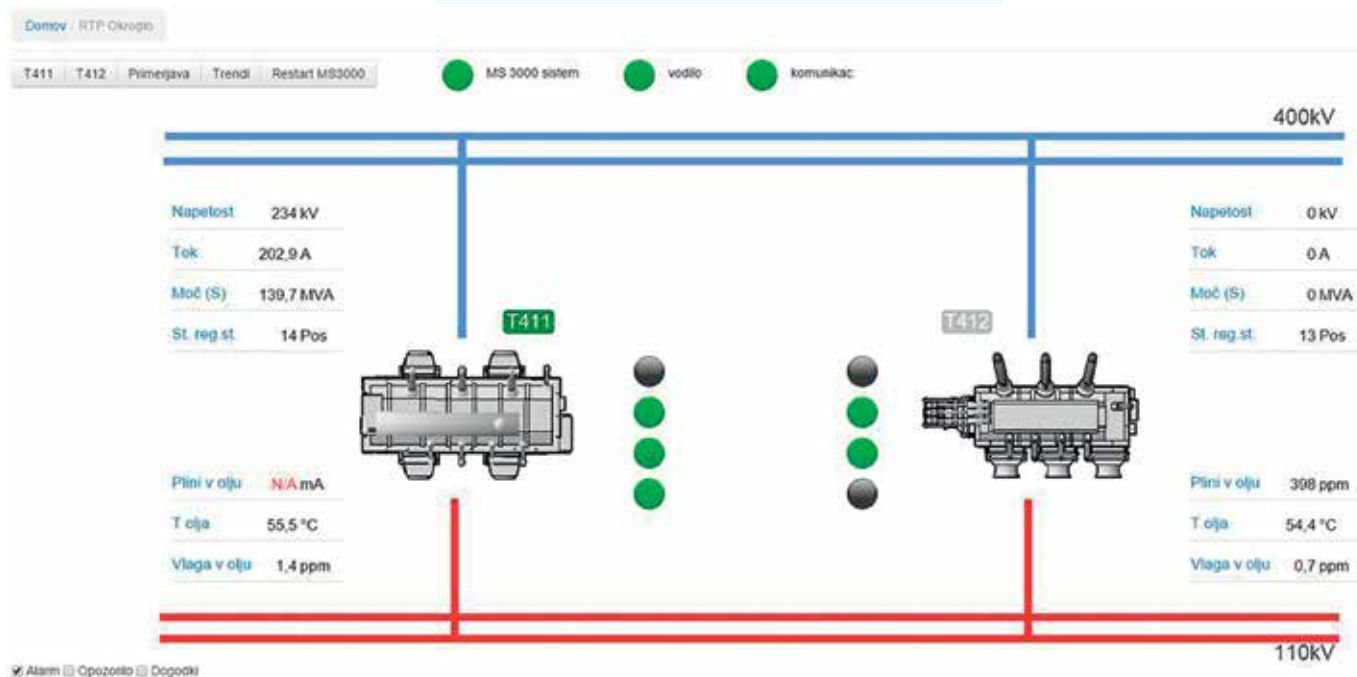 Domov / RTP Okroglo
T411 T412 Primerjava Trendi Restart MS3000
MS 3000 sistem vodilo komunikac.
400kV
Napetost 234 kV
Tok 202,9 A
Moč (S) 139,7 MVA
St. reg.st. 14 Pos
T411
T412
Napetost 0 kV
Tok 0 A
Moč (S) 0 MVA
St. reg.st. 13 Pos
Plini v olju N/A mA
T olja 55,5 °C
Vlaga v olju 1,4 ppm
Plini v olju 398 ppm
T olja 54,4 °C
Vlaga v olju 0,7 ppm
110kV
Alarm Opozorilo Dogodki